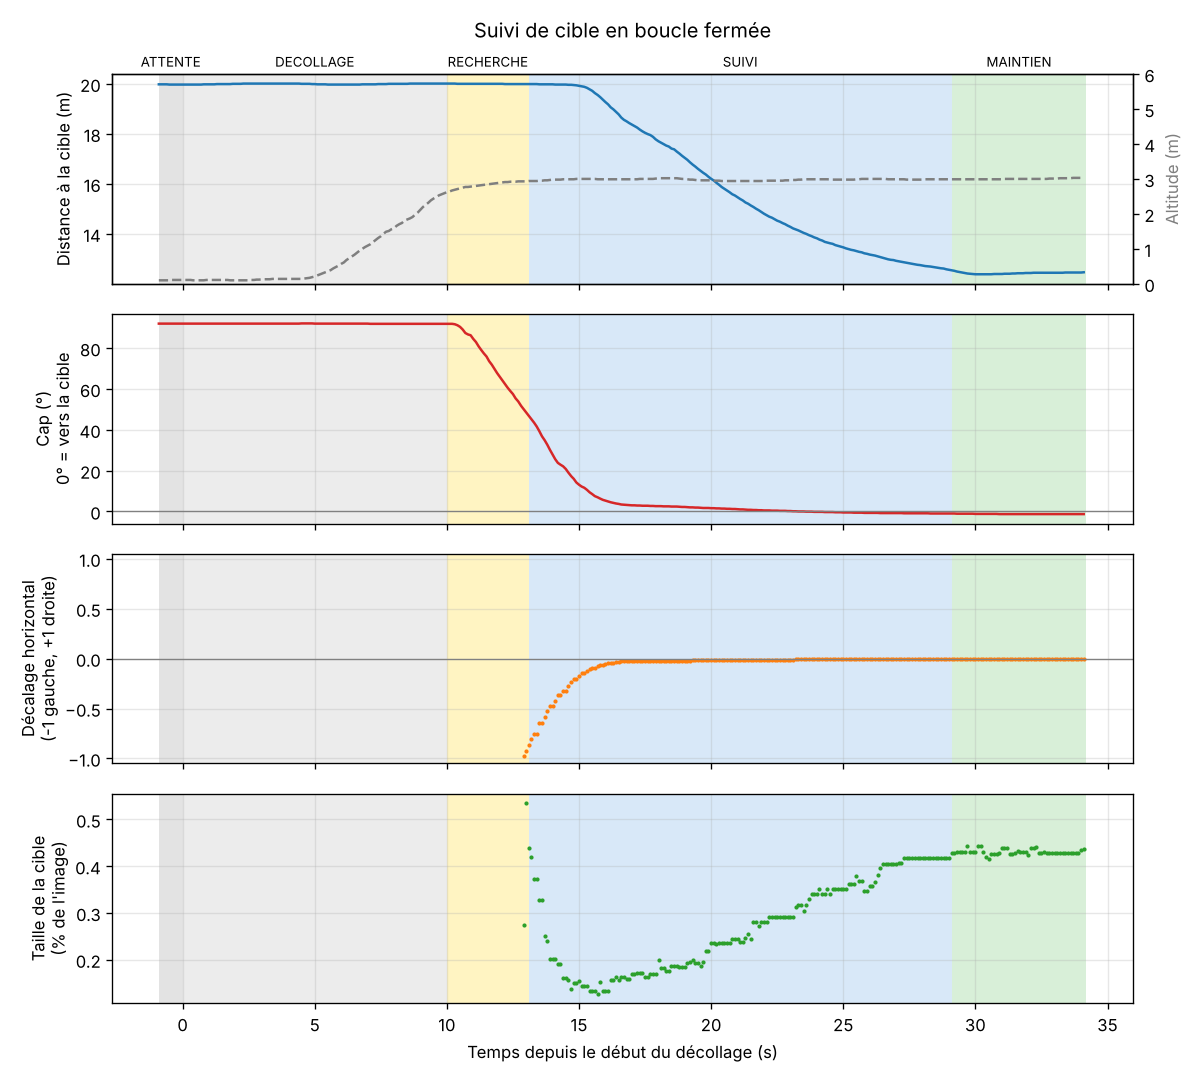 Suivi de cible en boucle fermée
ATTENTE DECOLLAGE RECHERCHE SUIVI MAINTIEN
Distance à la cible (m)
20
18
16
14
6
5
4
3
2
1
0
Altitude (m)
Cap (°)
0° = vers la cible
80
60
40
20
0
Décalage horizontal
(-1 gauche, +1 droite)
1.0
0.5
0.0
−0.5
−1.0
Taille de la cible
(% de l'image)
0.5
0.4
0.3
0.2
0 5 10 15 20 25 30 35
Temps depuis le début du décollage (s)